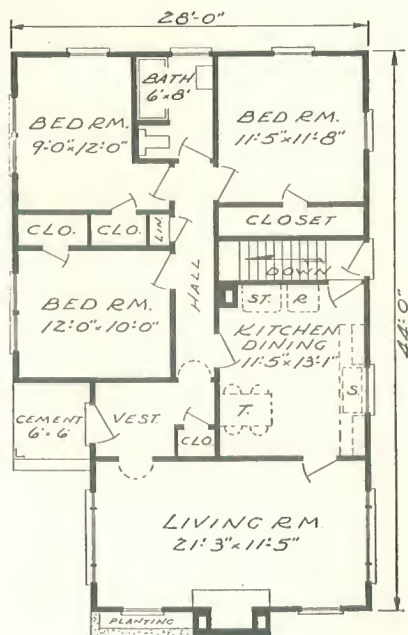 28'-0"
BATH
6'x8'
BED RM.
9'-0"x12'-0"
BED RM.
11'-5"x11'-8"
CLO.
CLO.
LIN.
CLOSET
DOWN
HALL
BED RM.
12'-0"x10'-0"
ST.
R
KITCHEN
DINING
11'-5"x13'-1"
44'-0"
S.
T.
CEMENT
6'-6'
VEST.
CLO.
LIVING RM
21'-3"x11'-5"
PLANTING